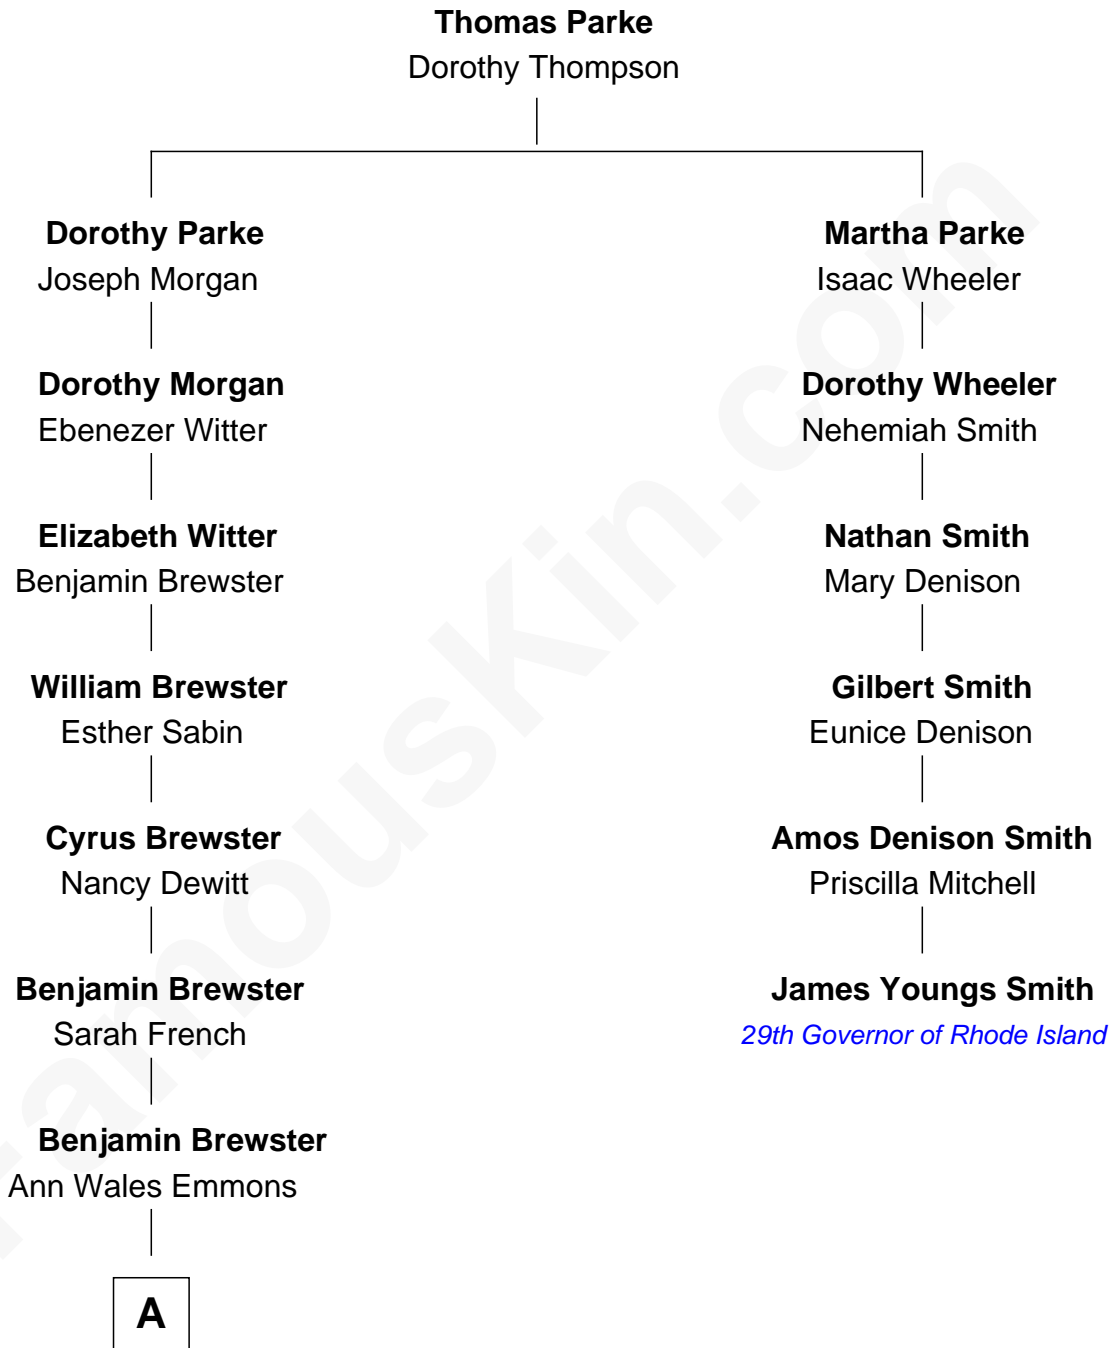 Thomas Parke
Dorothy Thompson
Dorothy Parke
Joseph Morgan
Martha Parke
Isaac Wheeler
Dorothy Morgan
Ebenezer Witter
Dorothy Wheeler
Nehemiah Smith
Elizabeth Witter
Benjamin Brewster
Nathan Smith
Mary Denison
William Brewster
Esther Sabin
Gilbert Smith
Eunice Denison
Cyrus Brewster
Nancy Dewitt
Amos Denison Smith
Priscilla Mitchell
Benjamin Brewster
Sarah French
James Youngs Smith
29th Governor of Rhode Island
Benjamin Brewster
Ann Wales Emmons
A
FamousKin.com